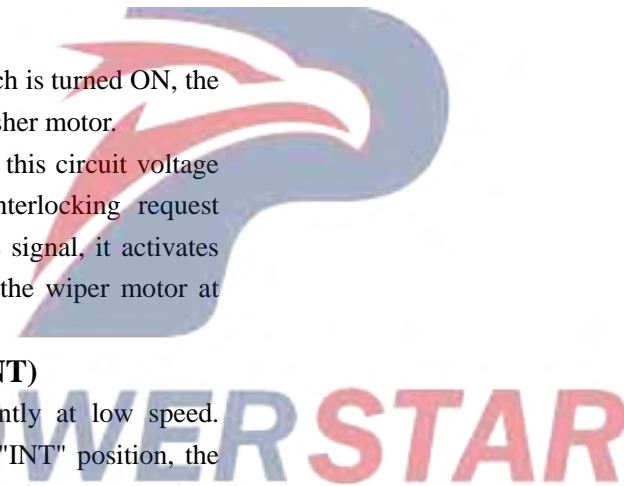 ch is turned ON, the
sher motor.
this circuit voltage
nterlocking request
signal, it activates
the wiper motor at
NT)
ntly at low speed.
"INT" position, the
OWERSTAR